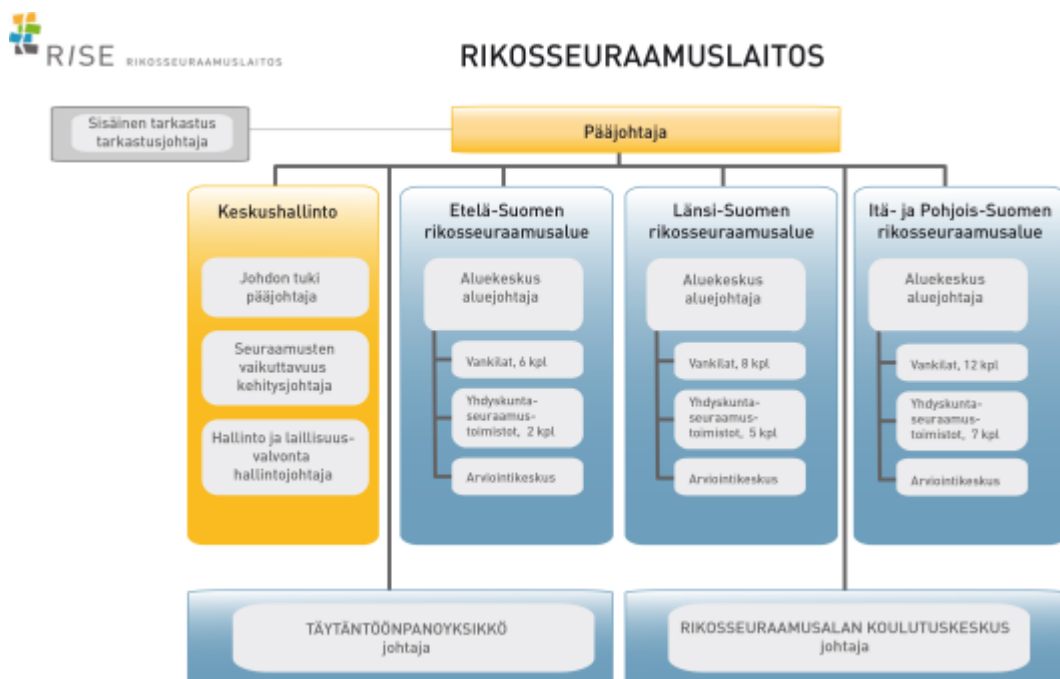 RISE RIKOSSEURAAMUSLAITOS
RIKOSSEURAAMUSLAITOS
Sisäinen tarkastus
tarkastusjohtaja
Pääjohtaja
Keskushallinto
Johdon tuki
pääjohtaja
Seuraamusten
vaikuttavuus
kehitysjohtaja
Hallinto ja laillisuus-
valvonta
hallintojohtaja
Etelä-Suomen
rikosseuraamusalue
Aluekeskus
aluejohtaja
Vankilat, 6 kpl
Yhdyskunta-
seuraamus-
toimistot, 2 kpl
Arviointikeskus
Länsi-Suomen
rikosseuraamusalue
Aluekeskus
aluejohtaja
Vankilat, 8 kpl
Yhdyskunta-
seuraamus-
toimistot, 5 kpl
Arviointikeskus
Itä- ja Pohjois-Suomen
rikosseuraamusalue
Aluekeskus
aluejohtaja
Vankilat, 12 kpl
Yhdyskunta-
seuraamus-
toimistot, 7 kpl
Arviointikeskus
TÄYTÄNTÖÖNPANOYKSIKKÖ
johtaja
RIKOSSEURAAMUSALAN KOULUTUSKESKUS
johtaja